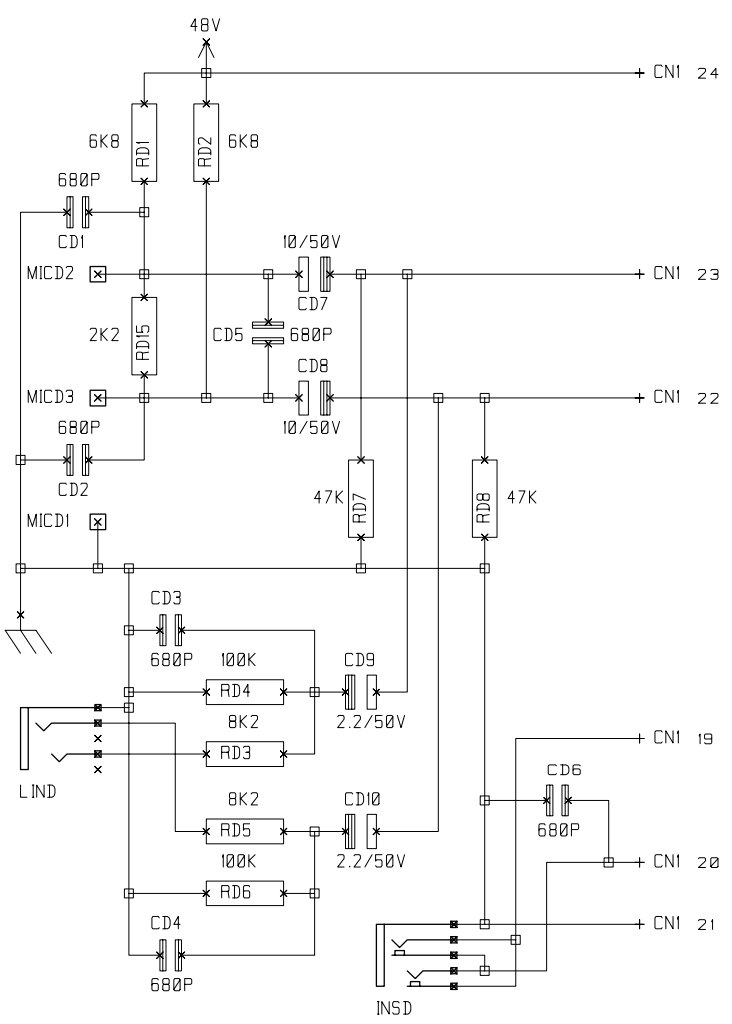 48V
CN1 24
6K8 RD1 RD2 6K8
680P
CD1
10/50V
MICD2
CN1 23
CD7
2K2 RD15 CD5 680P
CD8
MICD3
CN1 22
680P
10/50V
CD2
47K RD7 RD8 47K
MICD1
CD3
680P 100K CD9
RD4
8K2 2.2/50V
RD3
CN1 19
LIND
CD6
8K2 CD10
RD5
680P
100K 2.2/50V
CN1 20
RD6
CD4
CN1 21
680P
INSD